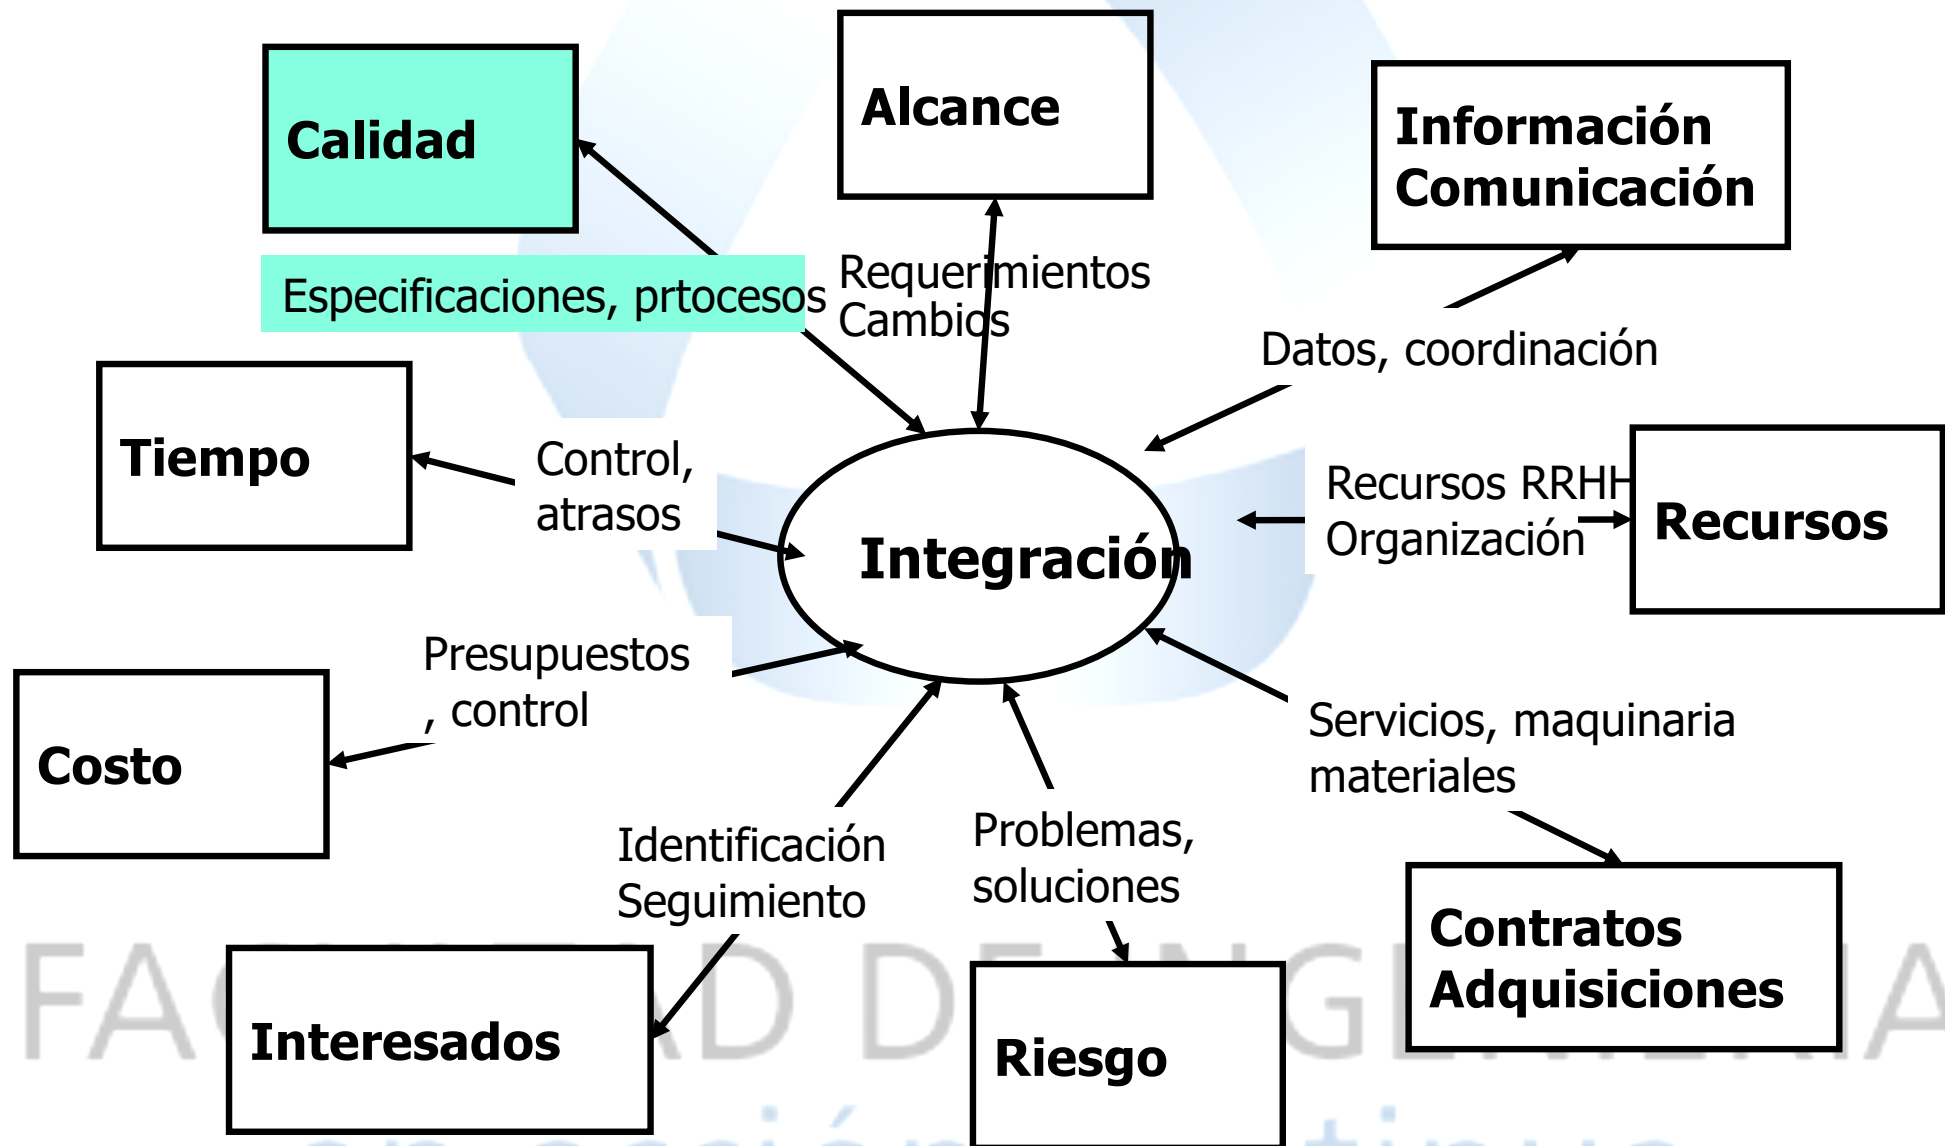 Calidad
Alcance
Información
Comunicación
Especificaciones, prtocesos
Requerimientos
Cambios
Datos, coordinación
Tiempo
Control,
atrasos
Recursos RRHH
Organización
Recursos
Integración
Presupuestos
, control
Costo
Servicios, maquinaria
materiales
Identificación
Seguimiento
Problemas,
soluciones
Contratos
Adquisiciones
Interesados
Riesgo
DE